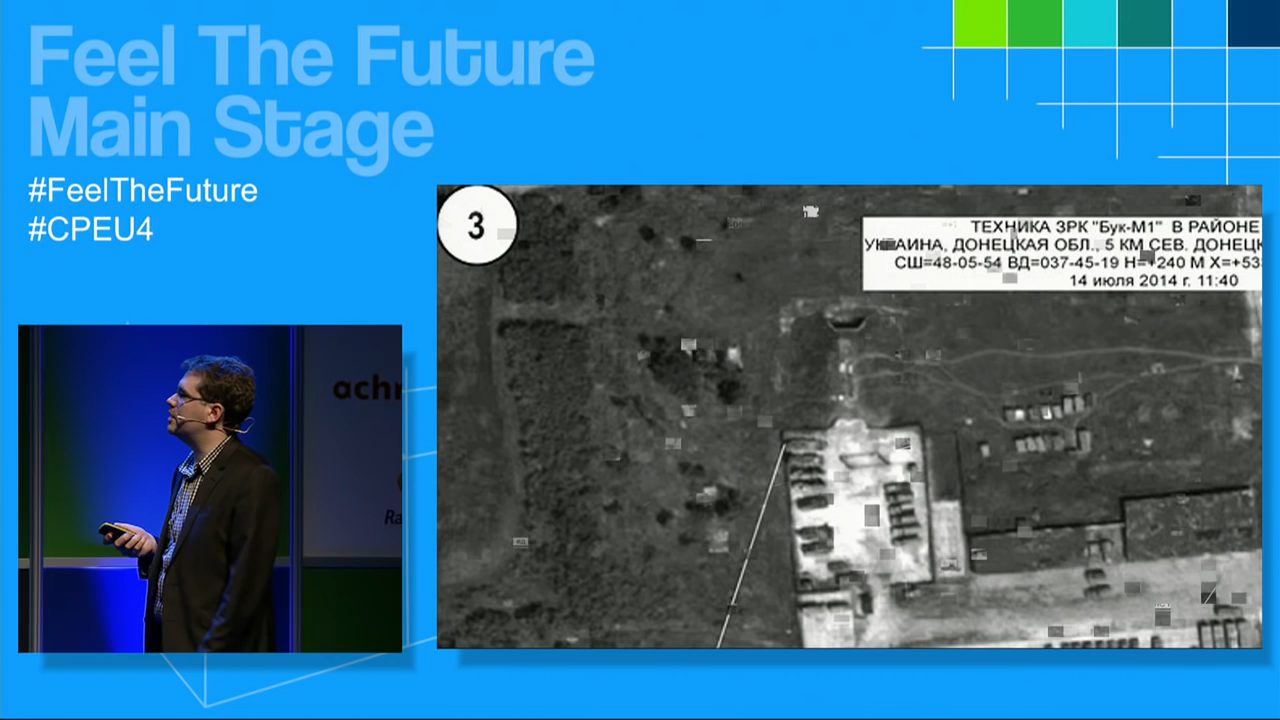 Feel The Future
Main Stage
#FeelTheFuture
#CPEU4
3
ТЕХНИКА ЗРК "Бук-М1" В РАЙОНЕ
УКРАИНА, ДОНЕЦКАЯ ОБЛ., 5 КМ СЕВ. ДОНЕЦК
СШ=48-05-54 ВД=037-45-19 Н=+240 М Х=+53
14 июля 2014 г. 11:40
achr
Ra